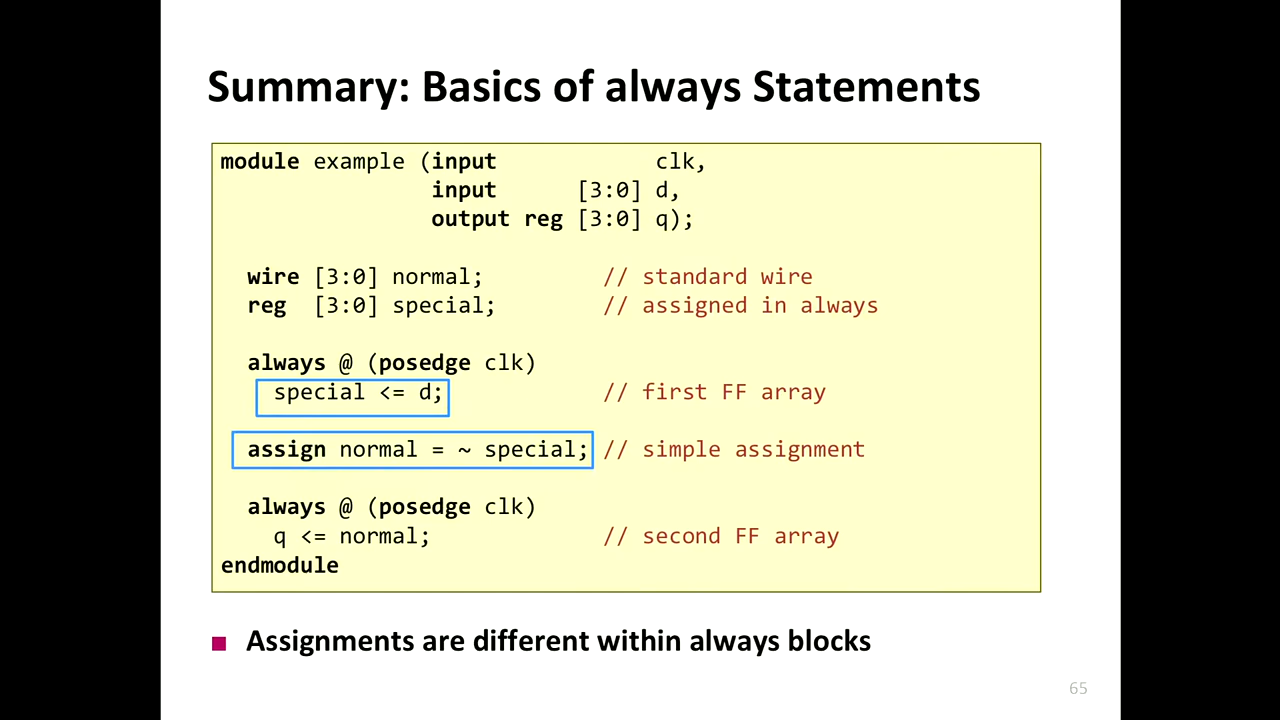 Summary: Basics of always Statements
module example (input            clk,
                input      [3:0] d,
                output reg [3:0] q);
  wire [3:0] normal;         // standard wire
  reg  [3:0] special;        // assigned in always
  always @ (posedge clk)
    special <= d;            // first FF array
  assign normal = ~ special; // simple assignment
  always @ (posedge clk)
    q <= normal;             // second FF array
endmodule
■ Assignments are different within always blocks
65